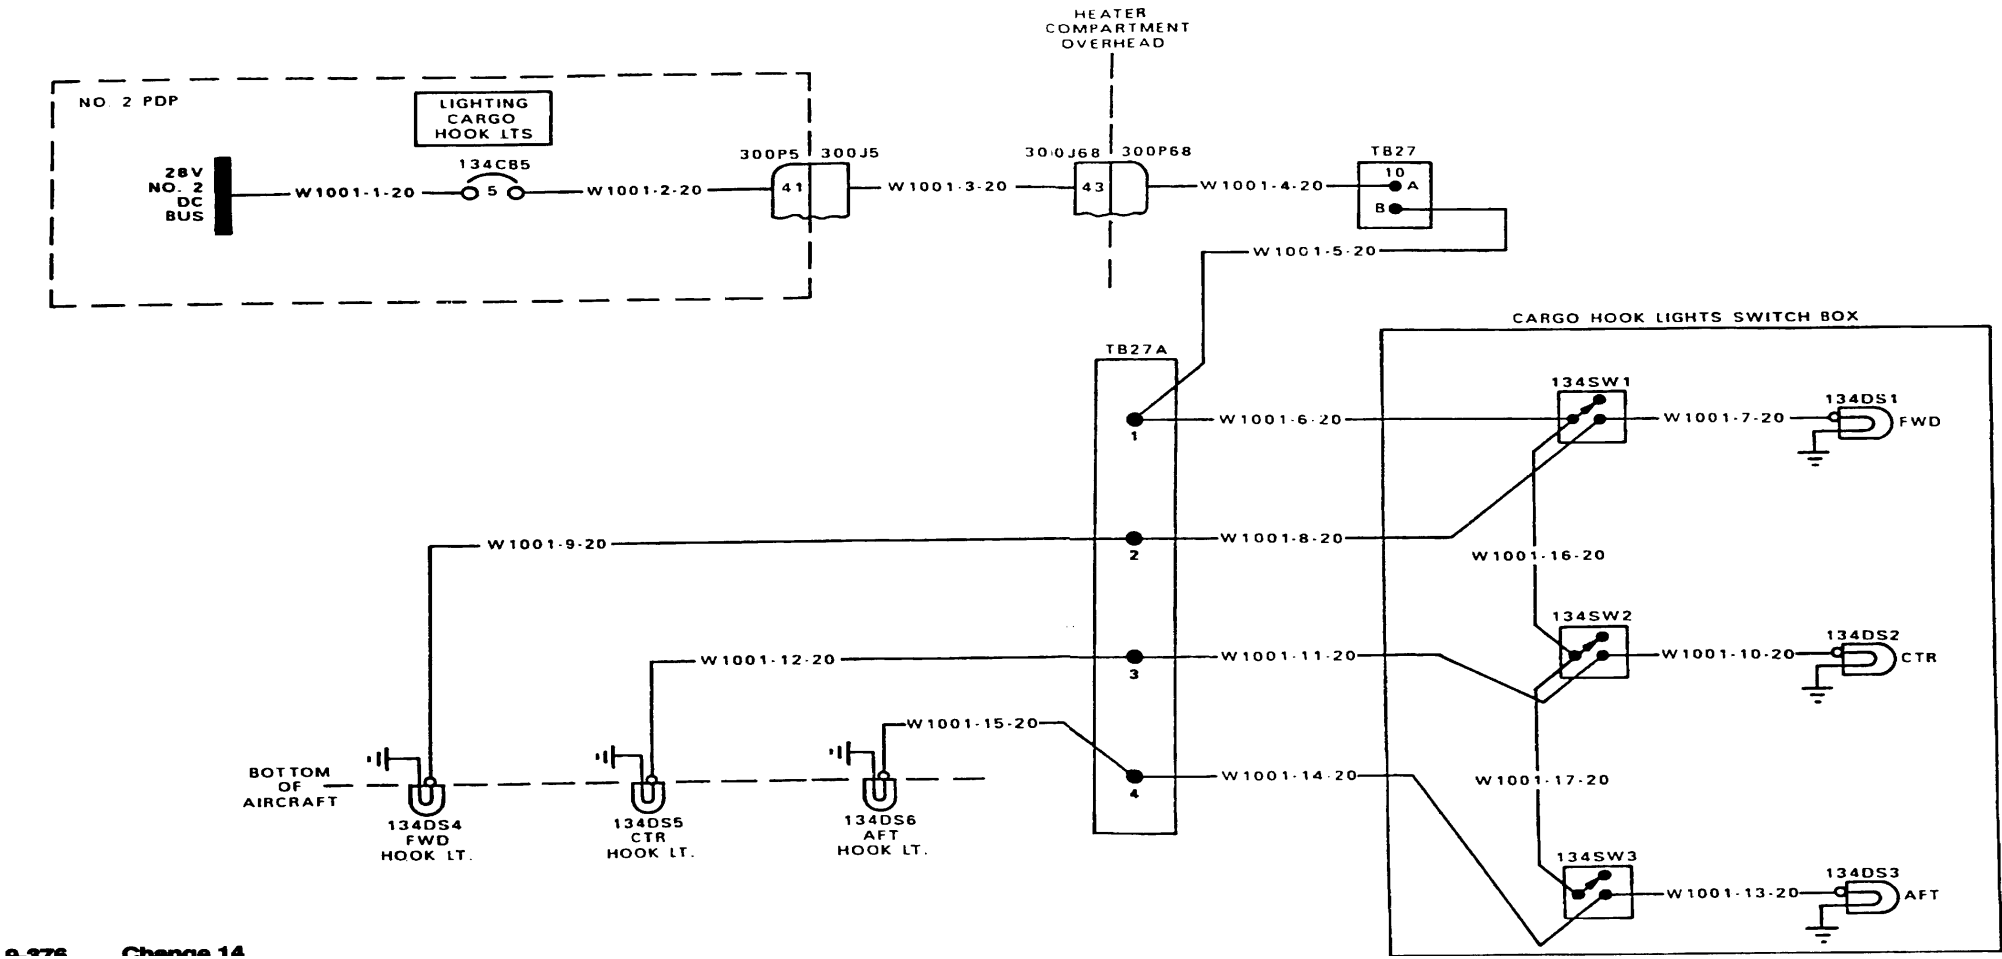 HEATER
COMPARTMENT
OVERHEAD
NO. 2 PDP
LIGHTING
CARGO
HOOK LTS
134CB5
5
28V
NO. 2
DC
BUS
W1001-1-20
W1001-2-20
300P5
300J5
41
W1001-3-20
300J68
300P68
43
W1001-4-20
TB27
10
A
B
W1001-5-20
CARGO HOOK LIGHTS SWITCH BOX
TB27A
1
W1001-6-20
134SW1
W1001-7-20
134DS1
FWD
W1001-9-20
2
W1001-8-20
W1001-16-20
134SW2
W1001-10-20
134DS2
CTR
W1001-12-20
3
W1001-11-20
W1001-15-20
4
W1001-14-20
W1001-17-20
BOTTOM
OF
AIRCRAFT
134DS4
FWD
HOOK LT.
134DS5
CTR
HOOK LT.
134DS6
AFT
HOOK LT.
134SW3
W1001-13-20
134DS3
AFT
9-376 Change 14